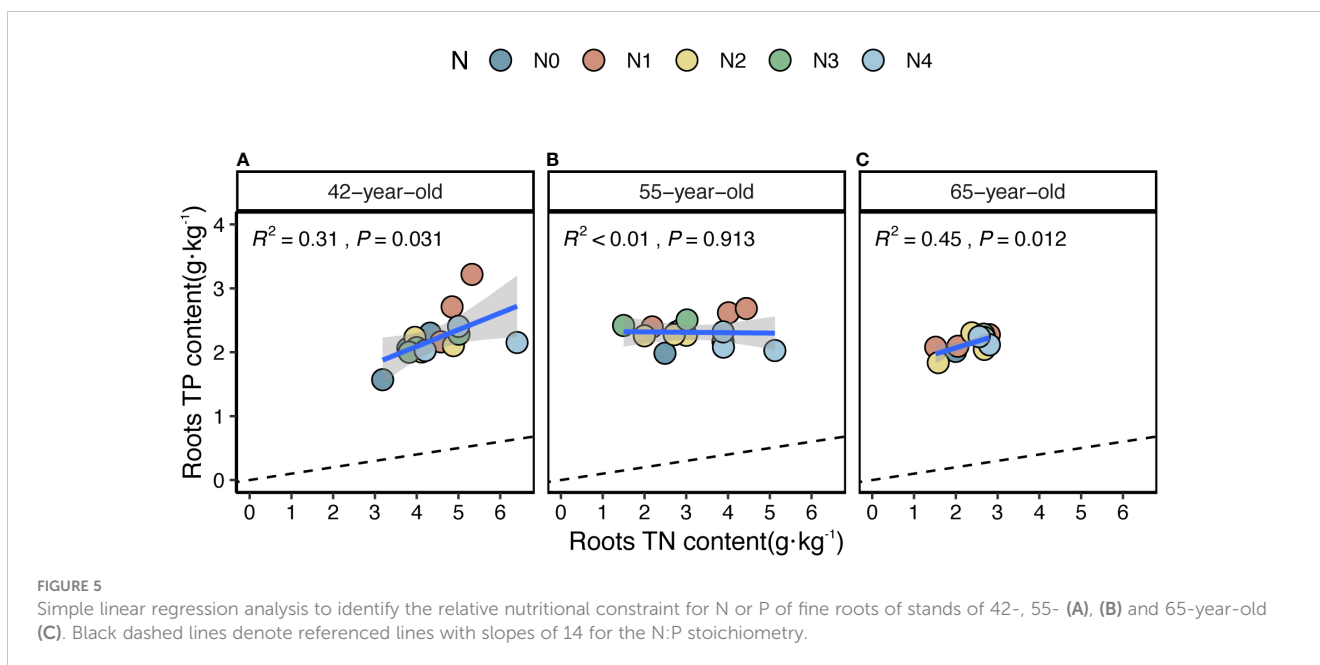 N N0 N1 N2 N3 N4
A B C
42−year−old 55−year−old 65−year−old
R² = 0.31 , P = 0.031 R² < 0.01 , P = 0.913 R² = 0.45 , P = 0.012
Roots TP content(g·kg⁻¹)
4
3
2
1
0
0 1 2 3 4 5 6 0 1 2 3 4 5 6 0 1 2 3 4 5 6
Roots TN content(g·kg⁻¹)
FIGURE 5
Simple linear regression analysis to identify the relative nutritional constraint for N or P of fine roots of stands of 42-, 55- (A), (B) and 65-year-old
(C). Black dashed lines denote referenced lines with slopes of 14 for the N:P stoichiometry.